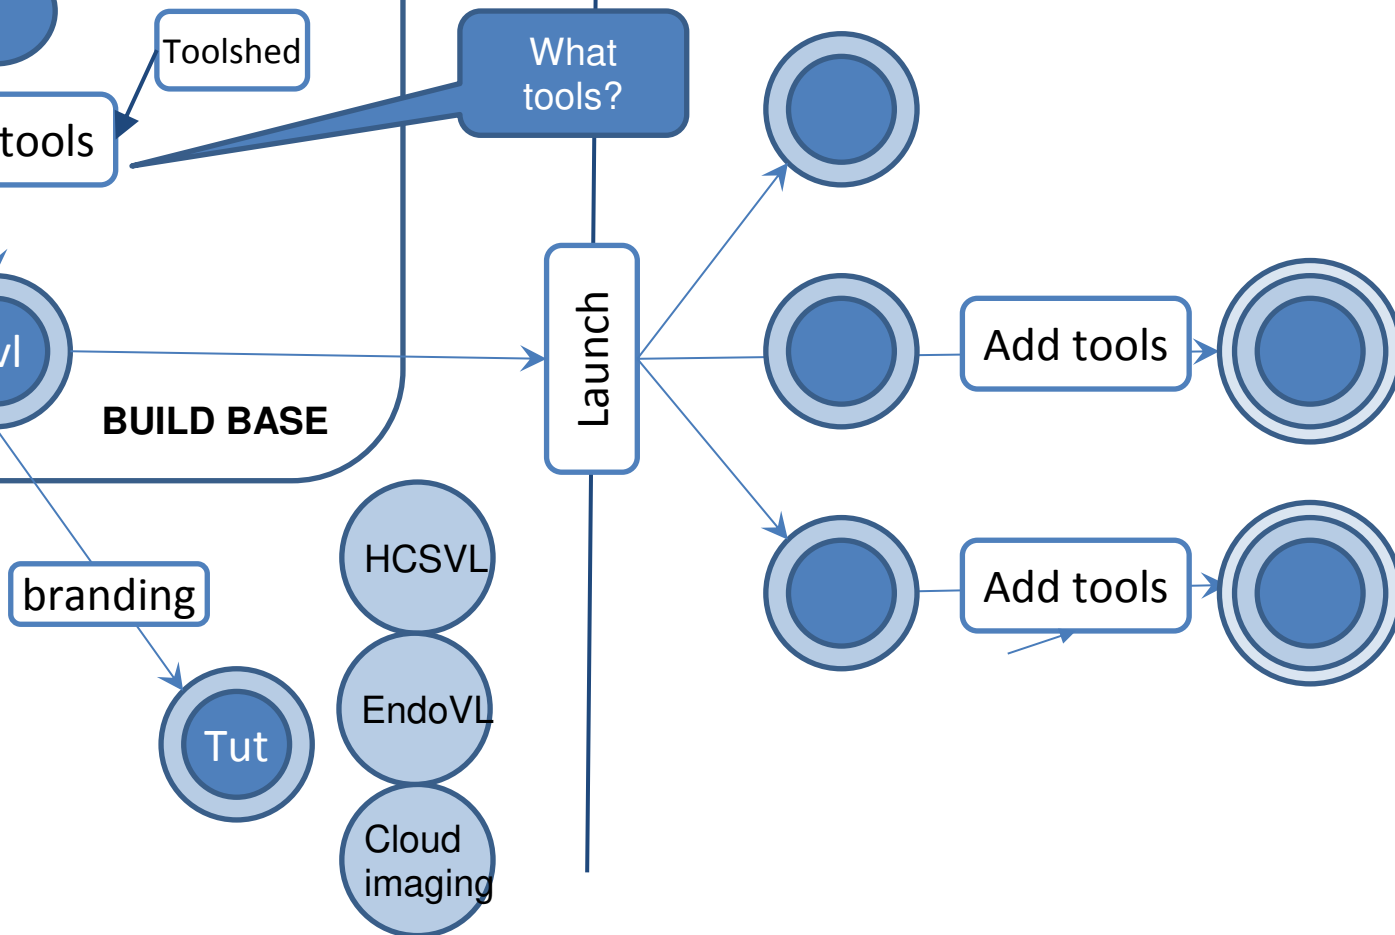 Toolshed
What
tools?
tools
Launch
Add tools
vl
BUILD BASE
HCSVL
branding
Add tools
EndoVL
Tut
Cloud
imaging